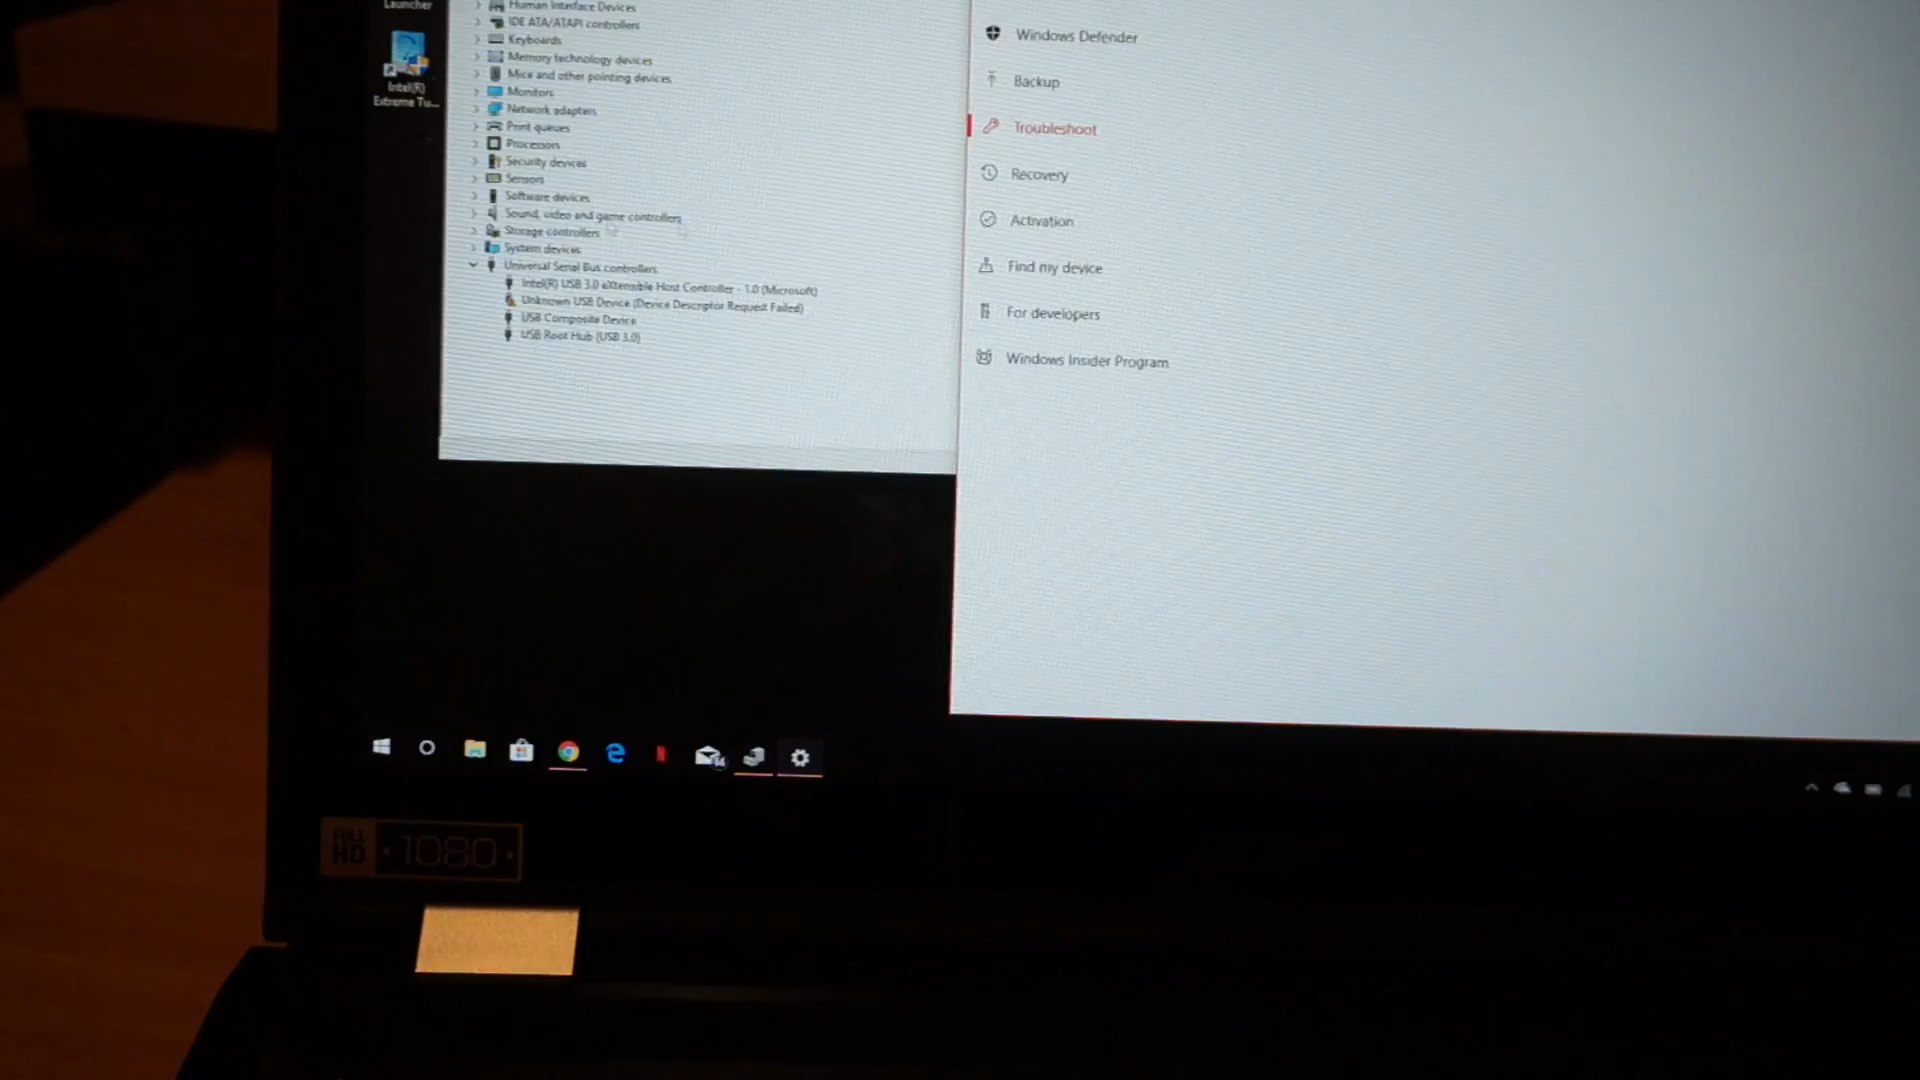 Launcher
Intel(R)
Extreme Tu...
Human Interface Devices
IDE ATA/ATAPI controllers
Keyboards
Memory technology devices
Mice and other pointing devices
Monitors
Network adapters
Print queues
Processors
Security devices
Sensors
Software devices
Sound, video and game controllers
Storage controllers
System devices
Universal Serial Bus controllers
Intel(R) USB 3.0 eXtensible Host Controller - 1.0 (Microsoft)
Unknown USB Device (Device Descriptor Request Failed)
USB Composite Device
USB Root Hub (USB 3.0)
Windows Defender
Backup
Troubleshoot
Recovery
Activation
Find my device
For developers
Windows Insider Program
FULL
HD
1080